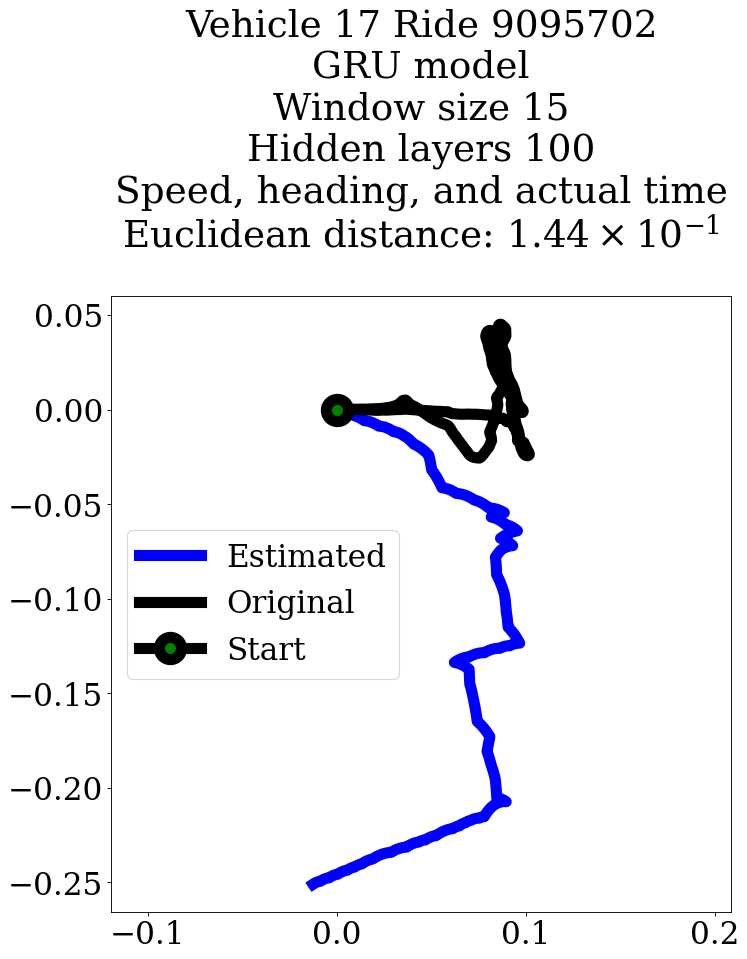 Vehicle 17 Ride 9095702
GRU model
Window size 15
Hidden layers 100
Speed, heading, and actual time
Euclidean distance: 1.44 × 10⁻¹
0.05
0.00
−0.05
−0.10
−0.15
−0.20
−0.25
Estimated
Original
Start
−0.1
0.0
0.1
0.2